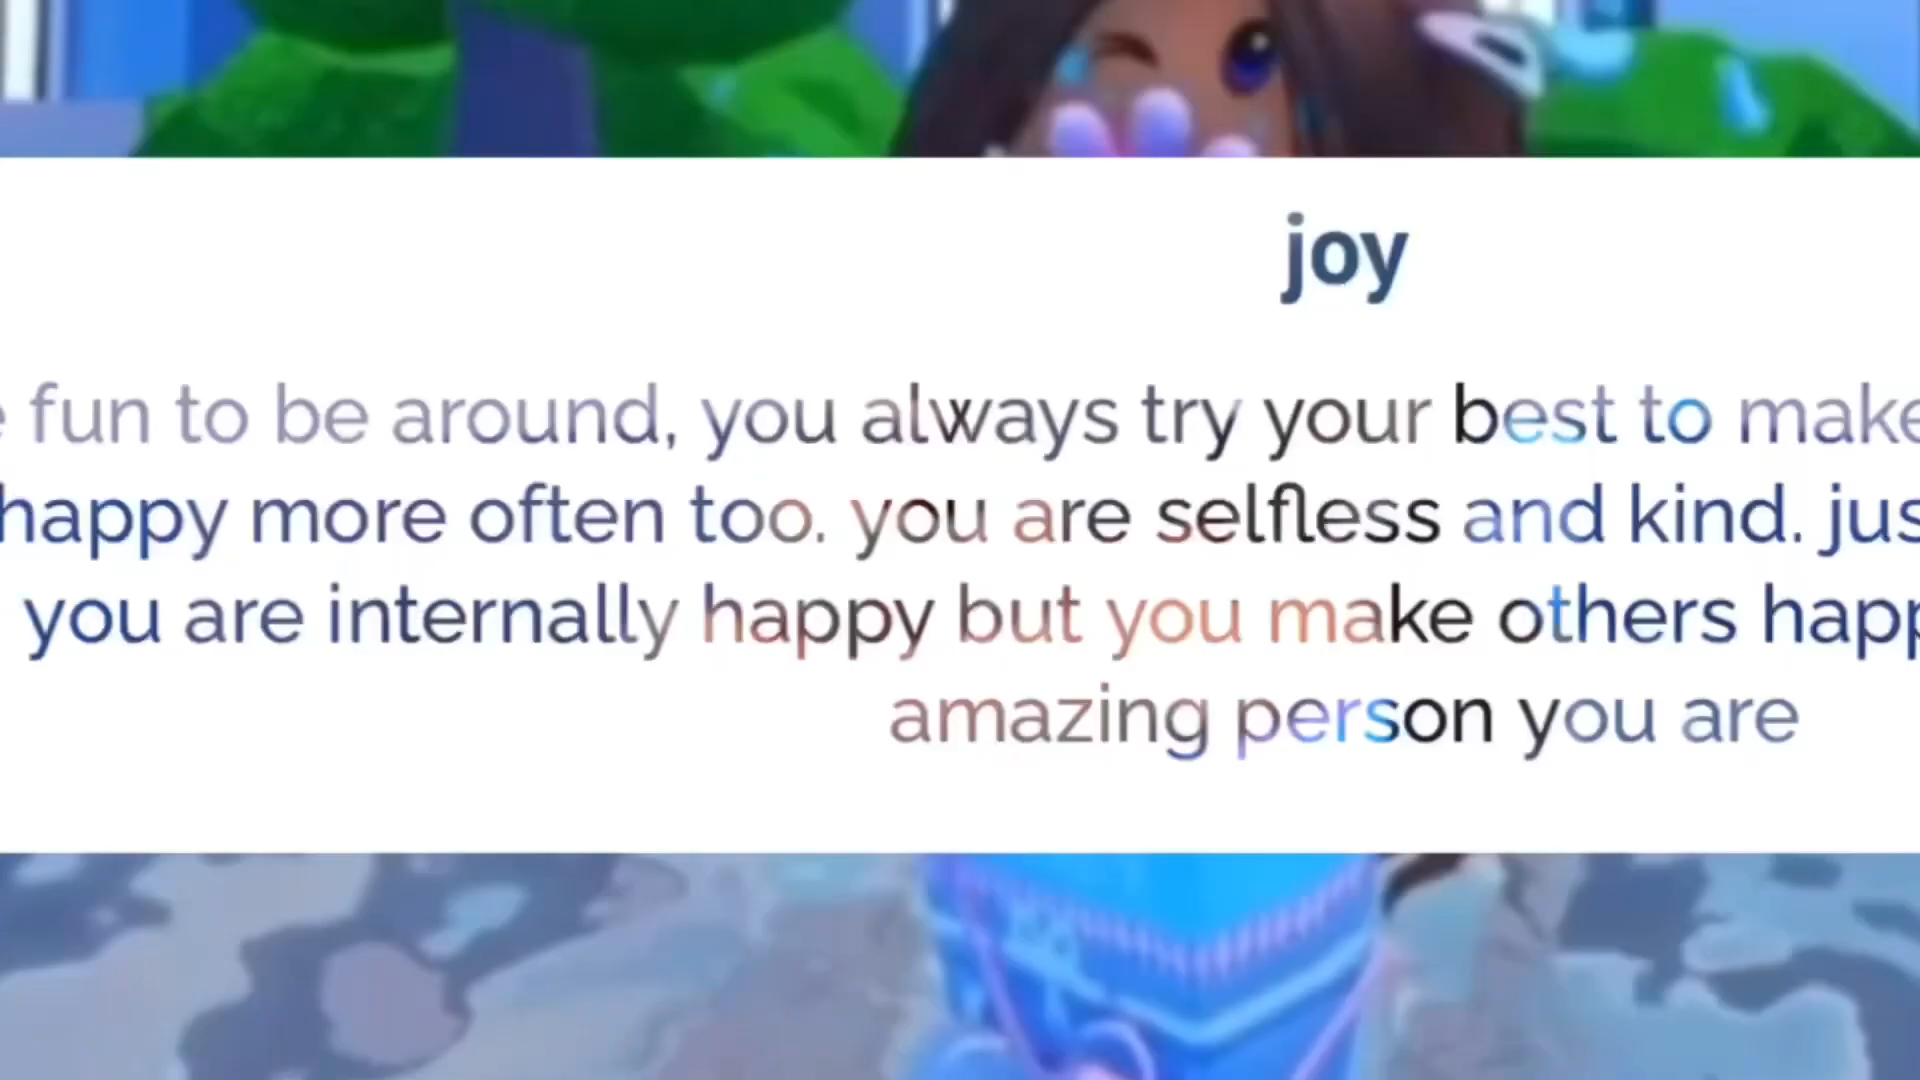 joy
fun to be around, you always try your best to make
happy more often too. you are selfless and kind.
you are internally happy but you make others
amazing person you are